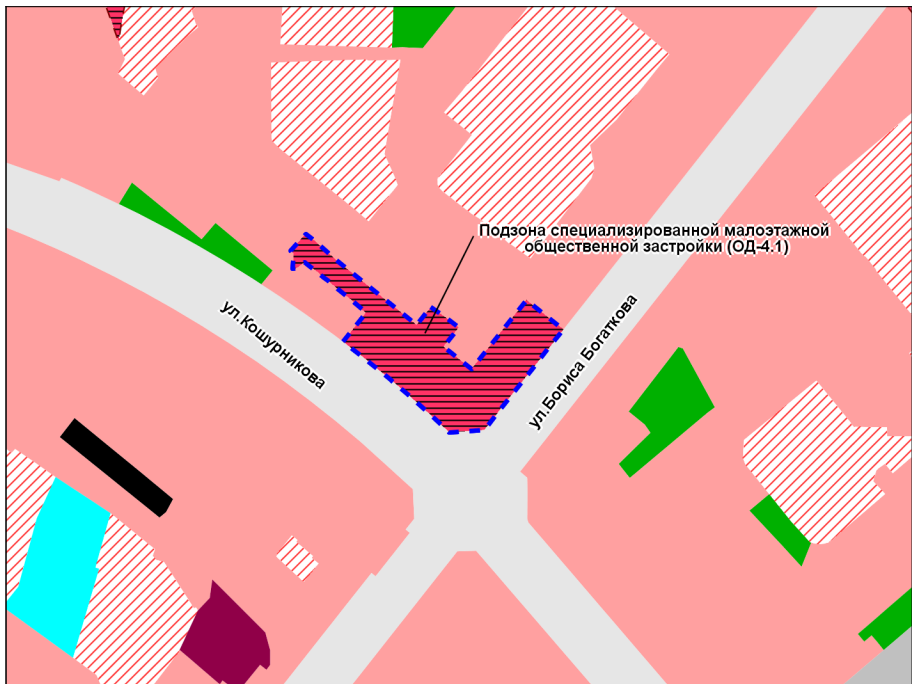 Подзона специализированной малоэтажной
общественной застройки (ОД-4.1)
ул.Кошурникова
ул.Бориса Богаткова